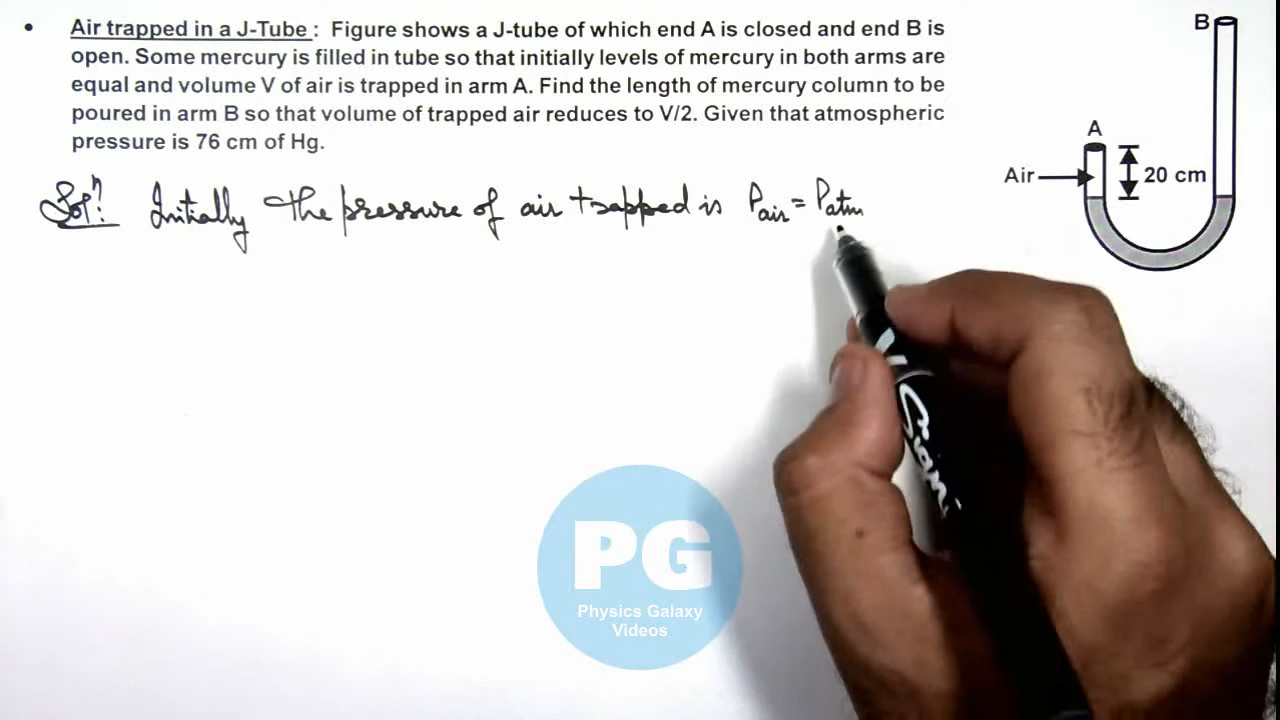 • Air trapped in a J-Tube : Figure shows a J-tube of which end A is closed and end B is
open. Some mercury is filled in tube so that initially levels of mercury in both arms are
equal and volume V of air is trapped in arm A. Find the length of mercury column to be
poured in arm B so that volume of trapped air reduces to V/2. Given that atmospheric
pressure is 76 cm of Hg.
B
A
Air
20 cm
Solⁿ: Initially the pressure of air trapped is Pair = Patm
PG
Physics Galaxy
Videos